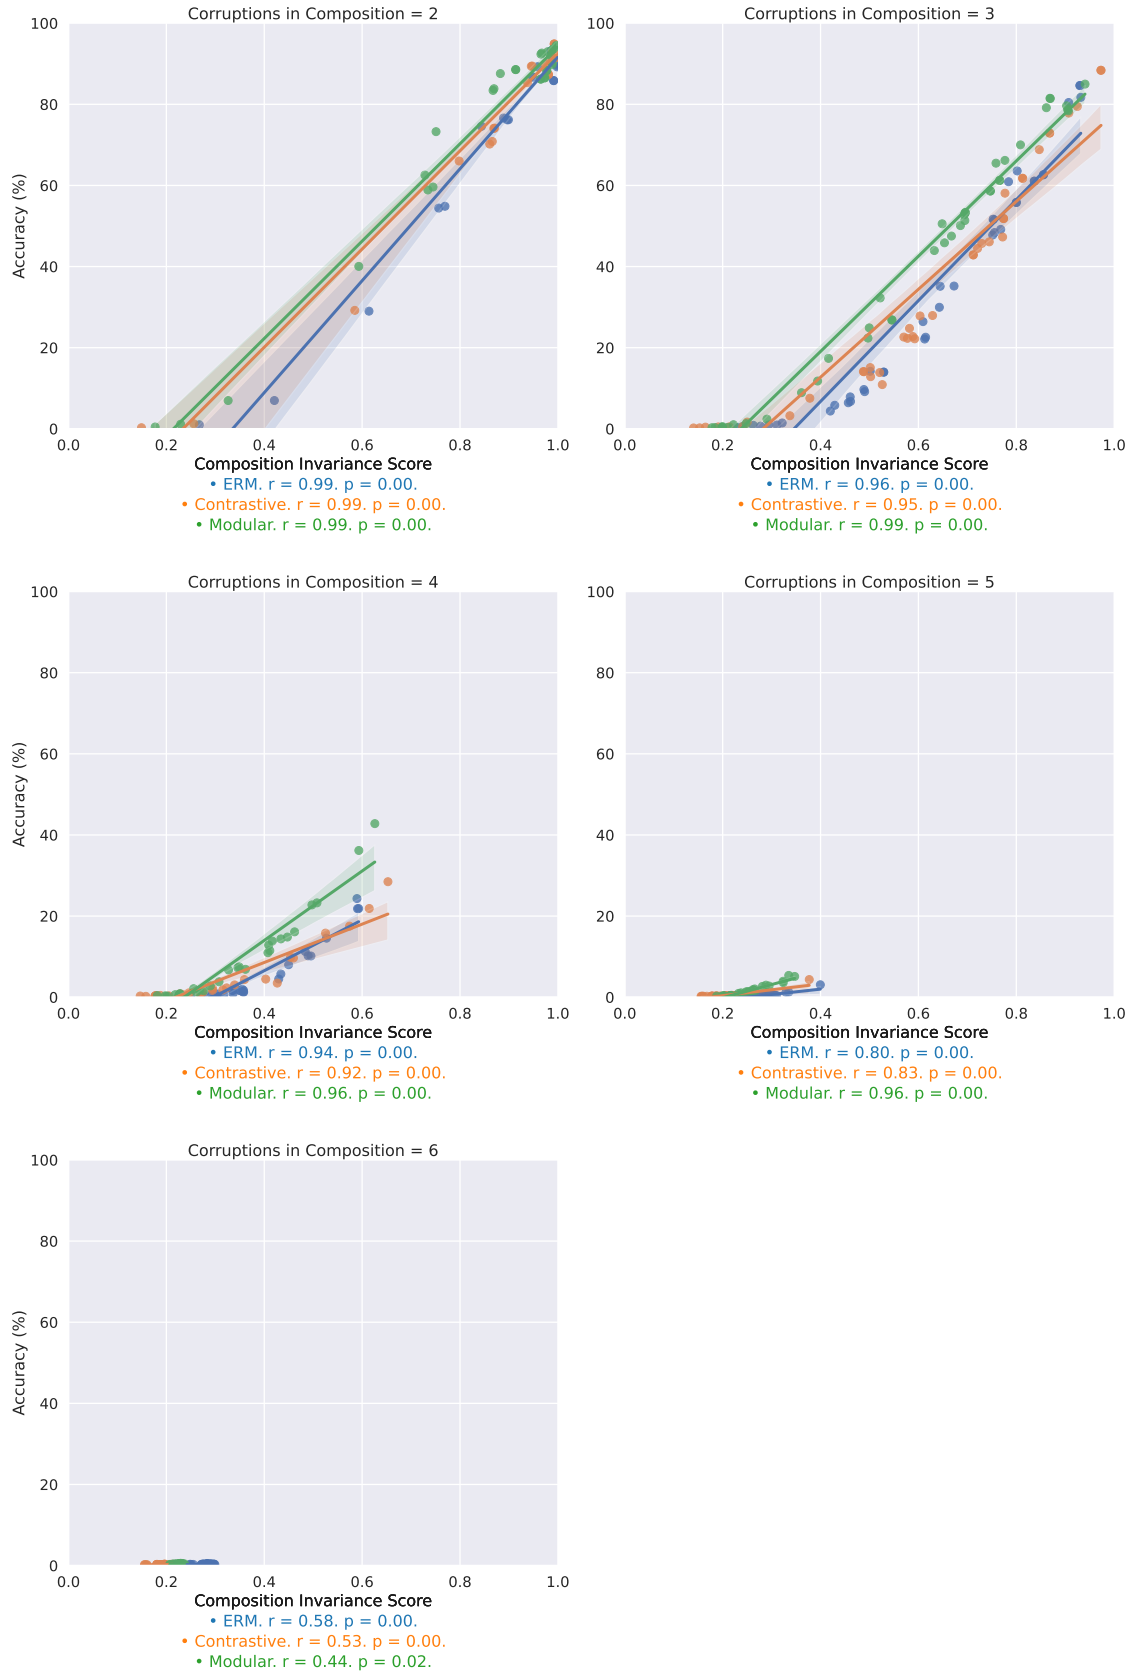 Corruptions in Composition = 2
100
80
60
40
20
0
Accuracy (%)
0.0 0.2 0.4 0.6 0.8 1.0
Composition Invariance Score
• ERM. r = 0.99. p = 0.00.
• Contrastive. r = 0.99. p = 0.00.
• Modular. r = 0.99. p = 0.00.
Corruptions in Composition = 3
100
80
60
40
20
0
0.0 0.2 0.4 0.6 0.8 1.0
Composition Invariance Score
• ERM. r = 0.96. p = 0.00.
• Contrastive. r = 0.95. p = 0.00.
• Modular. r = 0.99. p = 0.00.
Corruptions in Composition = 4
100
80
60
40
20
0
Accuracy (%)
0.0 0.2 0.4 0.6 0.8 1.0
Composition Invariance Score
• ERM. r = 0.94. p = 0.00.
• Contrastive. r = 0.92. p = 0.00.
• Modular. r = 0.96. p = 0.00.
Corruptions in Composition = 5
100
80
60
40
20
0
0.0 0.2 0.4 0.6 0.8 1.0
Composition Invariance Score
• ERM. r = 0.80. p = 0.00.
• Contrastive. r = 0.83. p = 0.00.
• Modular. r = 0.96. p = 0.00.
Corruptions in Composition = 6
100
80
60
40
20
0
Accuracy (%)
0.0 0.2 0.4 0.6 0.8 1.0
Composition Invariance Score
• ERM. r = 0.58. p = 0.00.
• Contrastive. r = 0.53. p = 0.00.
• Modular. r = 0.44. p = 0.02.